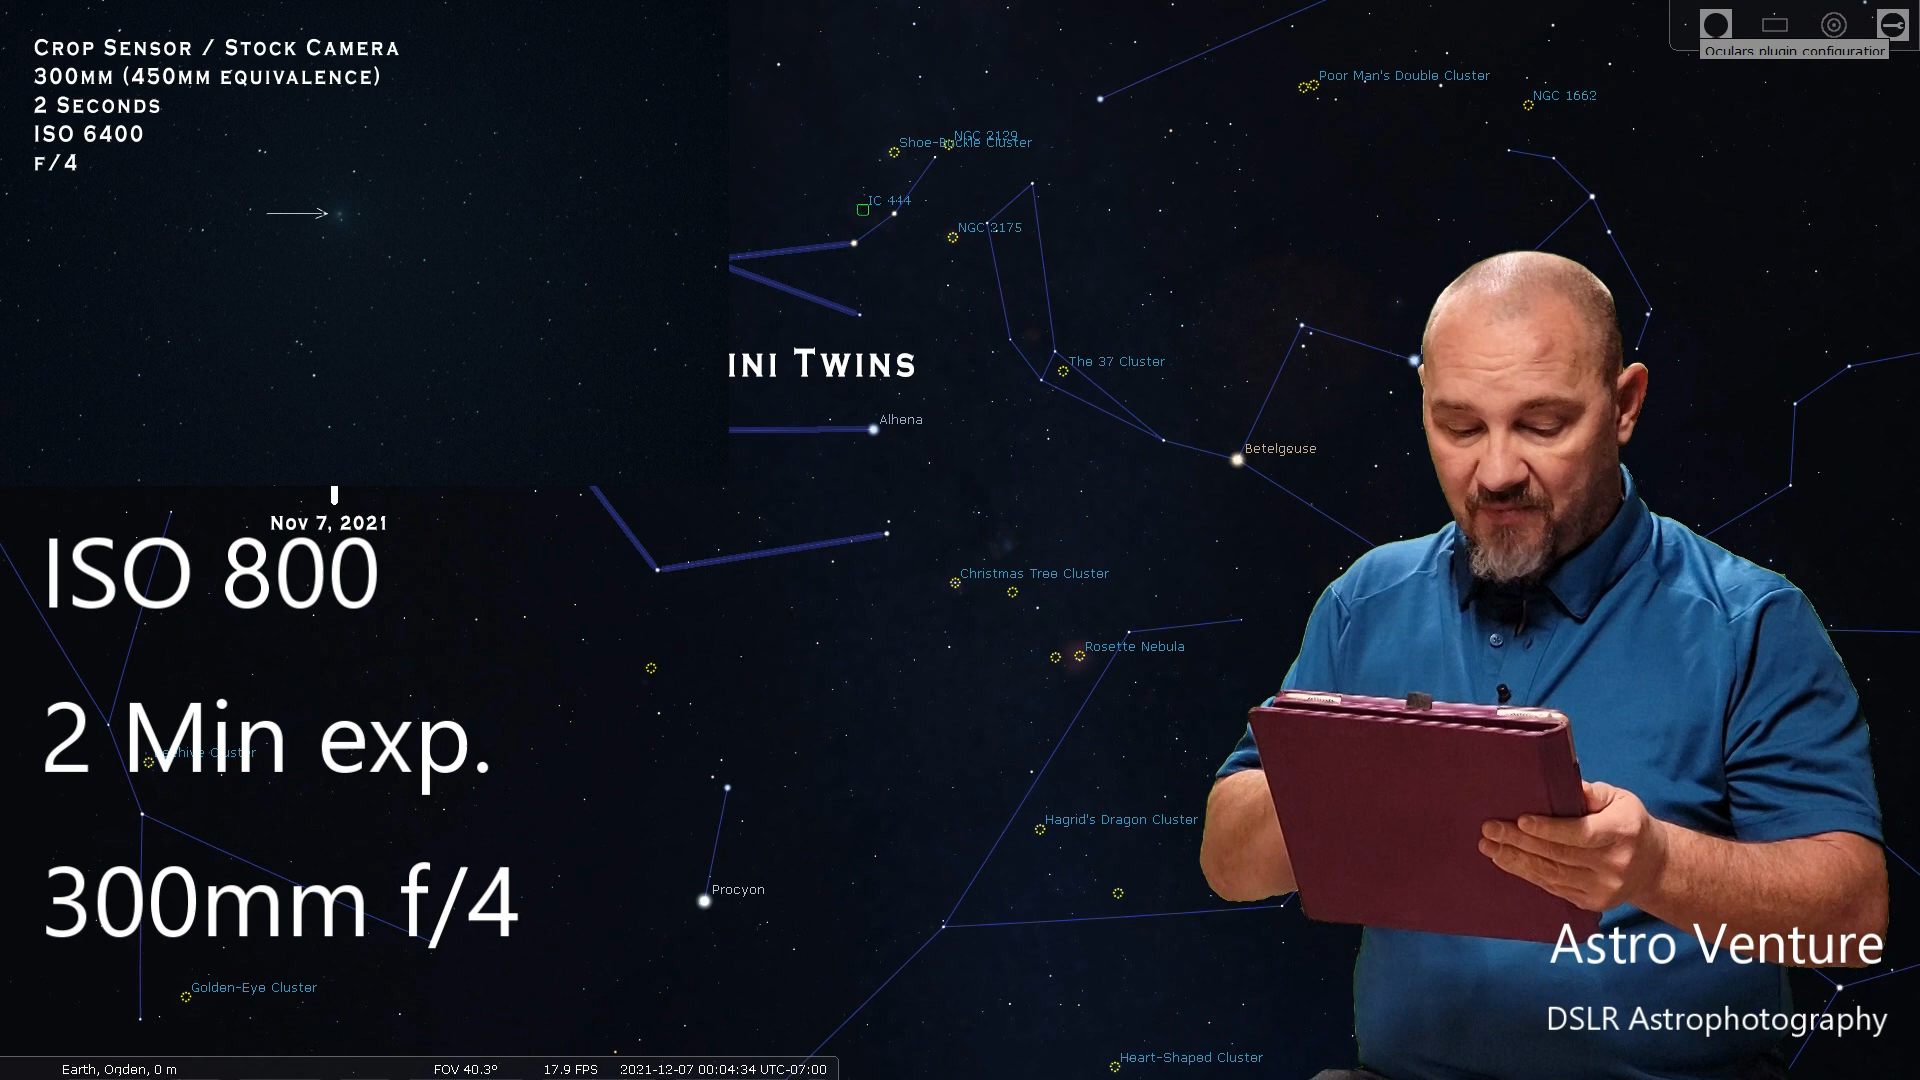 Crop Sensor / Stock Camera
300mm (450mm equivalence)
2 Seconds
ISO 6400
f/4
Oculars plugin configuration
Poor Man's Double Cluster
NGC 1662
NGC 2129
Shoe-Buckle Cluster
IC 444
NGC 2175
ini Twins
The 37 Cluster
Alhena
Betelgeuse
Nov 7, 2021
ISO 800
Christmas Tree Cluster
Rosette Nebula
2 Min exp.
Cluster
Hagrid's Dragon Cluster
300mm f/4
Procyon
Astro Venture
Golden-Eye Cluster
DSLR Astrophotography
Heart-Shaped Cluster
Earth, Ogden, 0 m FOV 40.3° 17.9 FPS 2021-12-07 00:04:34 UTC-07:00